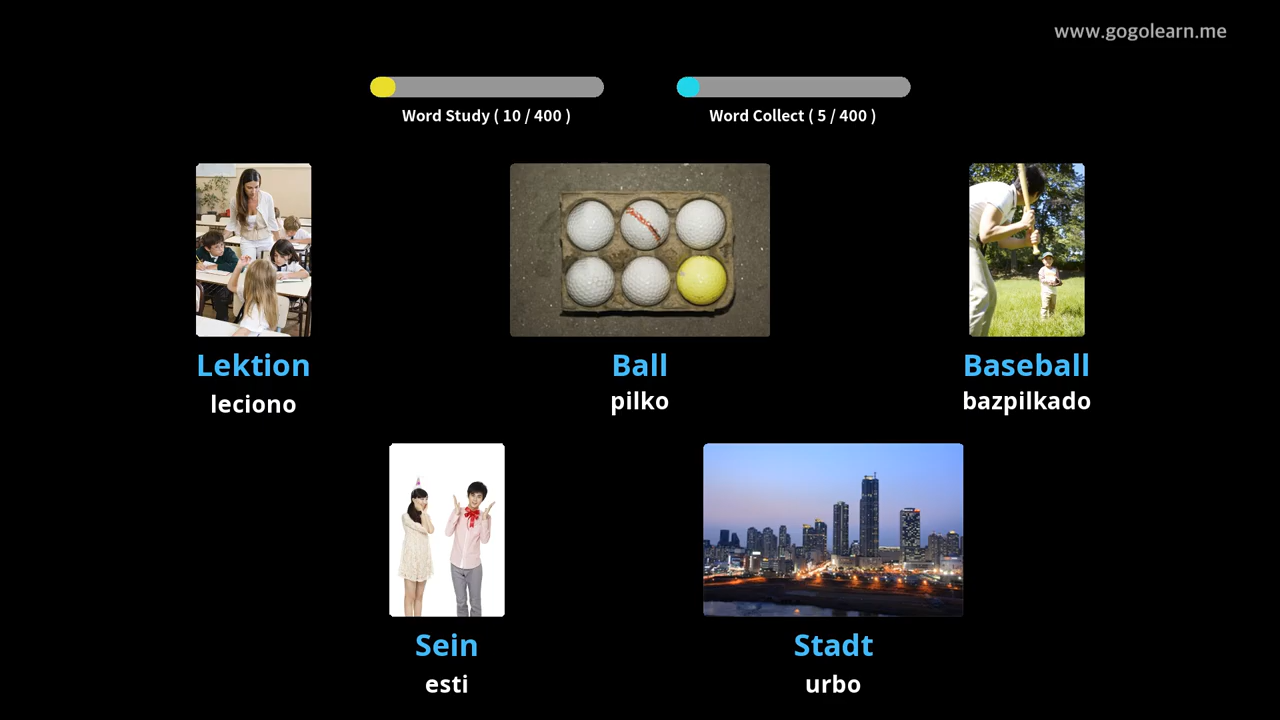 www.gogolearn.me
Word Study ( 10 / 400 )
Word Collect ( 5 / 400 )
Lektion
leciono
Ball
pilko
Baseball
bazpilkado
Sein
esti
Stadt
urbo